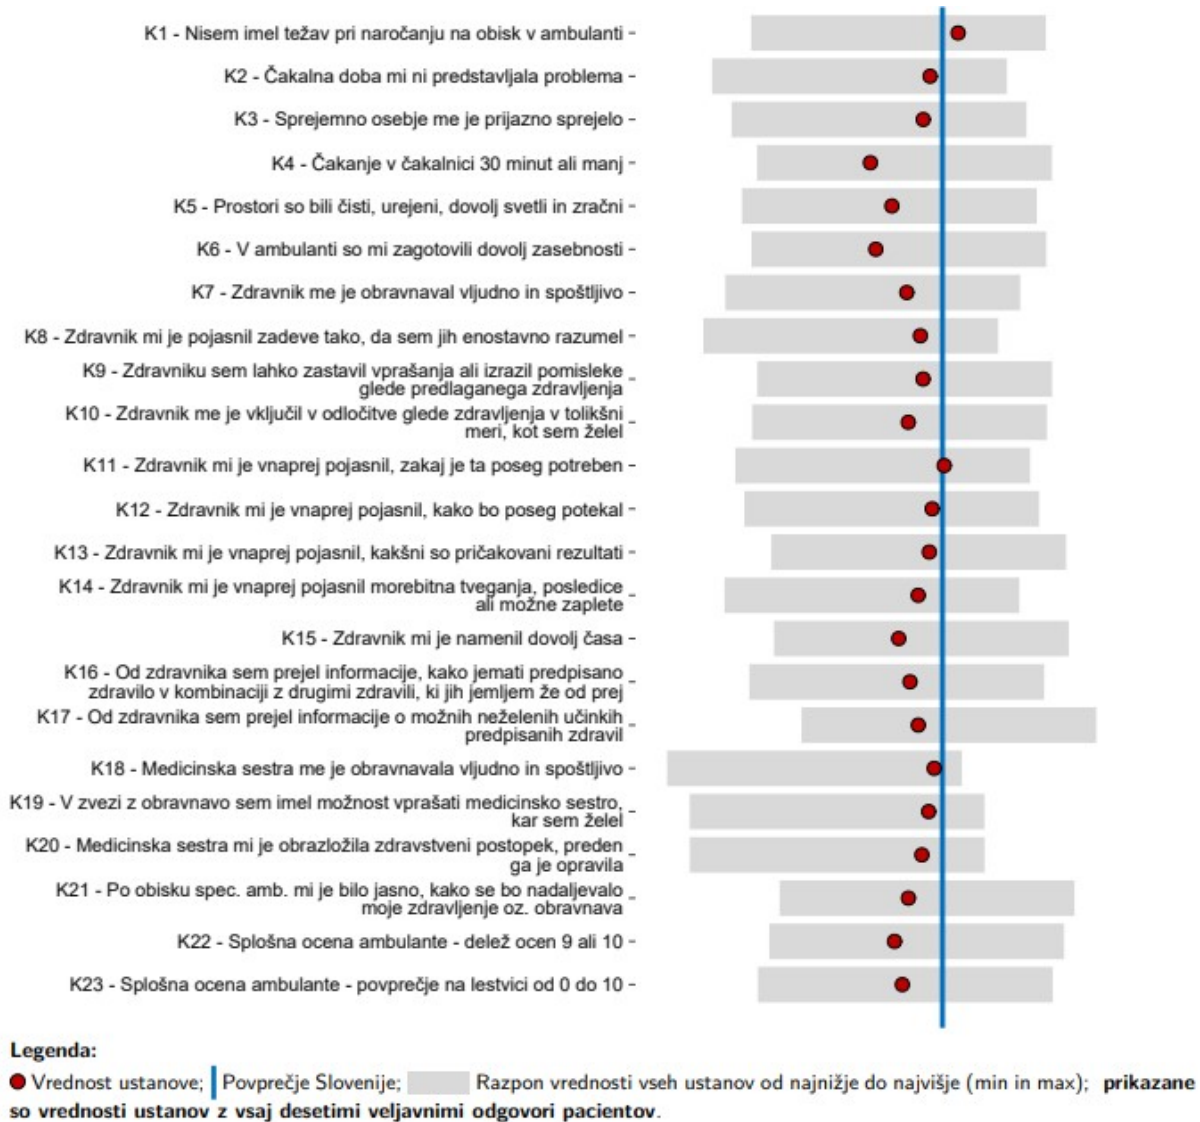 K1 - Nisem imel težav pri naročanju na obisk v ambulanti
K2 - Čakalna doba mi ni predstavljala problema
K3 - Sprejemno osebje me je prijazno sprejelo
K4 - Čakanje v čakalnici 30 minut ali manj
K5 - Prostori so bili čisti, urejeni, dovolj svetli in zračni
K6 - V ambulanti so mi zagotovili dovolj zasebnosti
K7 - Zdravnik me je obravnaval vljudno in spoštljivo
K8 - Zdravnik mi je pojasnil zadeve tako, da sem jih enostavno razumel
K9 - Zdravniku sem lahko zastavil vprašanja ali izrazil pomisleke
glede predlaganega zdravljenja
K10 - Zdravnik me je vključil v odločitve glede zdravljenja v tolikšni
meri, kot sem želel
K11 - Zdravnik mi je vnaprej pojasnil, zakaj je ta poseg potreben
K12 - Zdravnik mi je vnaprej pojasnil, kako bo poseg potekal
K13 - Zdravnik mi je vnaprej pojasnil, kakšni so pričakovani rezultati
K14 - Zdravnik mi je vnaprej pojasnil morebitna tveganja, posledice
ali možne zaplete
K15 - Zdravnik mi je namenil dovolj časa
K16 - Od zdravnika sem prejel informacije, kako jemati predpisano
zdravilo v kombinaciji z drugimi zdravili, ki jih jemljem že od prej
K17 - Od zdravnika sem prejel informacije o možnih neželenih učinkih
predpisanih zdravil
K18 - Medicinska sestra me je obravnavala vljudno in spoštljivo
K19 - V zvezi z obravnavo sem imel možnost vprašati medicinsko sestro,
kar sem želel
K20 - Medicinska sestra mi je obrazložila zdravstveni postopek, preden
ga je opravila
K21 - Po obisku spec. amb. mi je bilo jasno, kako se bo nadaljevalo
moje zdravljenje oz. obravnava
K22 - Splošna ocena ambulante - delež ocen 9 ali 10
K23 - Splošna ocena ambulante - povprečje na lestvici od 0 do 10
Legenda:
Vrednost ustanove; Povprečje Slovenije; Razpon vrednosti vseh ustanov od najnižje do najvišje (min in max); prikazane
so vrednosti ustanov z vsaj desetimi veljavnimi odgovori pacientov.